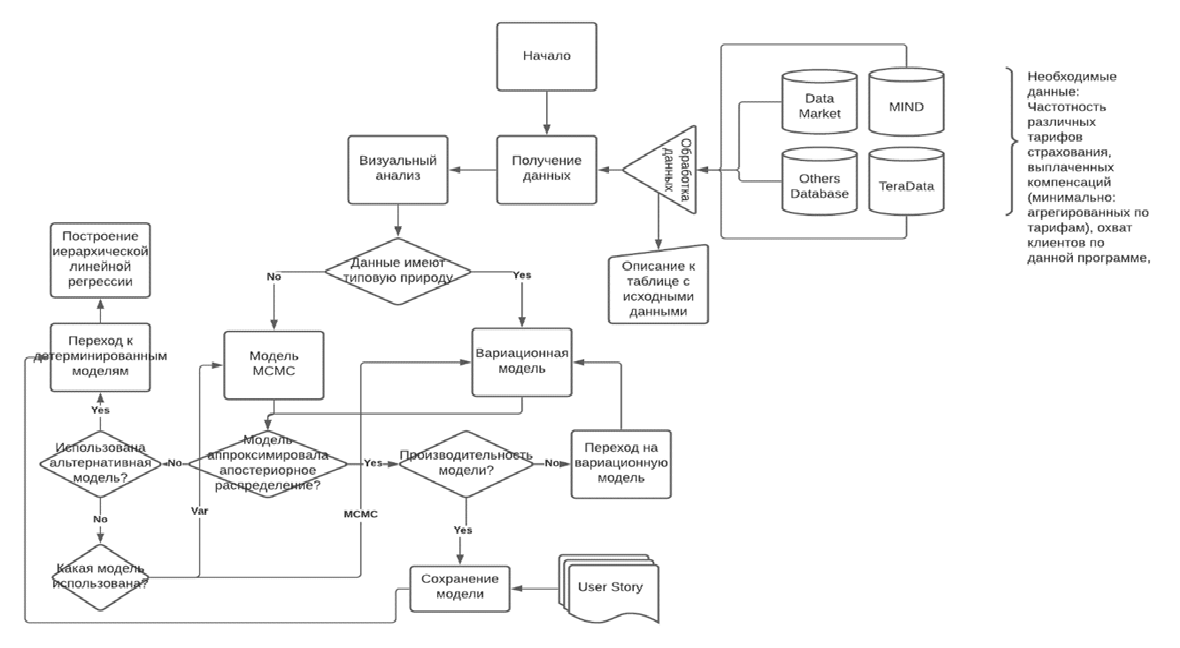 Начало
Data
Market
MIND
Others
Database
TeraData
Необходимые
данные:
Частотность
различных
тарифов
страхования,
выплаченных
компенсаций
(минимально:
агрегированных по
тарифам), охват
клиентов по
данной программе,
Обработка
данных
Получение
данных
Визуальный
анализ
Описание к
таблице с
исходными
данными
Данные имеют
типовую природу
No
Yes
Построение
иерархической
линейной
регрессии
Переход к
детерминированным
моделям
Модель
MCMC
Вариационная
модель
Yes
Использована
альтернативная
модель?
No
Модель
аппроксимировала
апостериорное
распределение?
Yes
Производительность
модели?
No
Переход на
вариационную
модель
No
Var
MCMC
Yes
Какая модель
использована?
Сохранение
модели
User Story